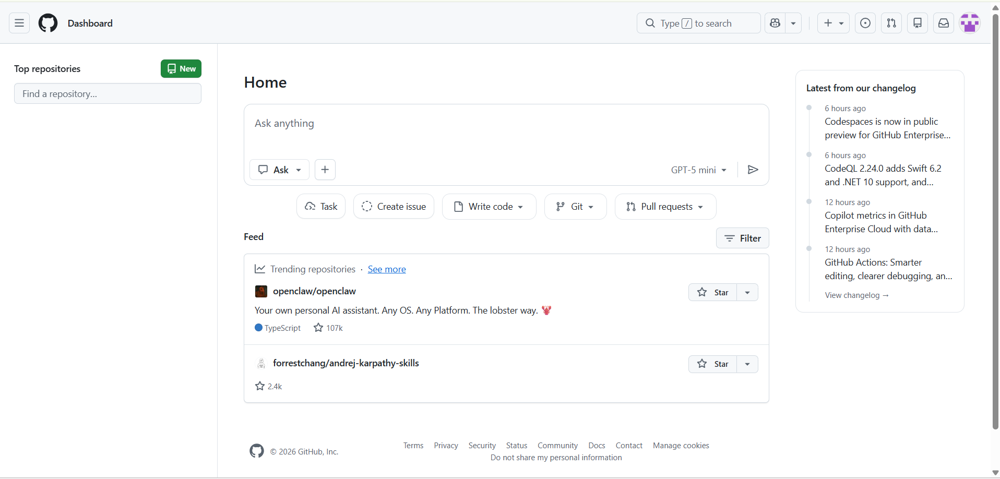 Dashboard
Type / to search
Top repositories
New
Find a repository...
Home
Ask anything
Ask
GPT-5 mini
Task
Create issue
Write code
Git
Pull requests
Feed
Filter
Trending repositories · See more
openclaw/openclaw
Star
Your own personal AI assistant. Any OS. Any Platform. The lobster way. 🦞
TypeScript
107k
forrestchang/andrej-karpathy-skills
Star
2.4k
Latest from our changelog
6 hours ago
Codespaces is now in public
preview for GitHub Enterprise...
6 hours ago
CodeQL 2.24.0 adds Swift 6.2
and .NET 10 support, and...
12 hours ago
Copilot metrics in GitHub
Enterprise Cloud with data...
12 hours ago
GitHub Actions: Smarter
editing, clearer debugging, an...
View changelog →
© 2026 GitHub, Inc.
Terms
Privacy
Security
Status
Community
Docs
Contact
Manage cookies
Do not share my personal information